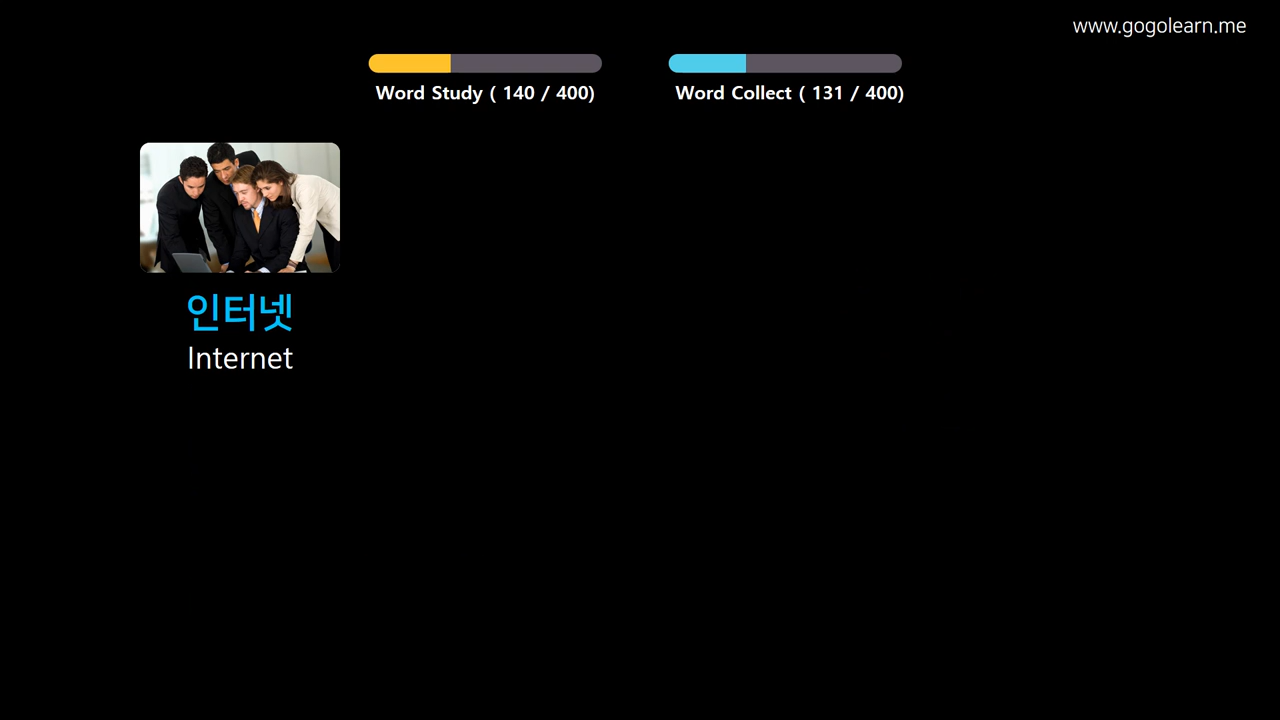 www.gogolearn.me
Word Study ( 140 / 400)
Word Collect ( 131 / 400)
인터넷
Internet